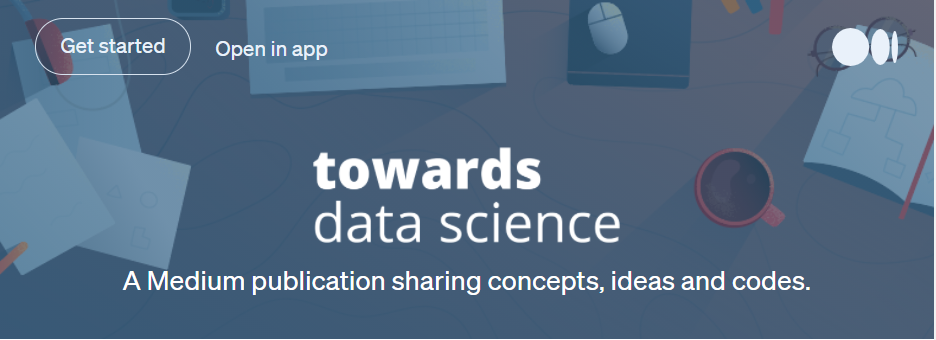 Get started
Open in app
towards
data science
A Medium publication sharing concepts, ideas and codes.